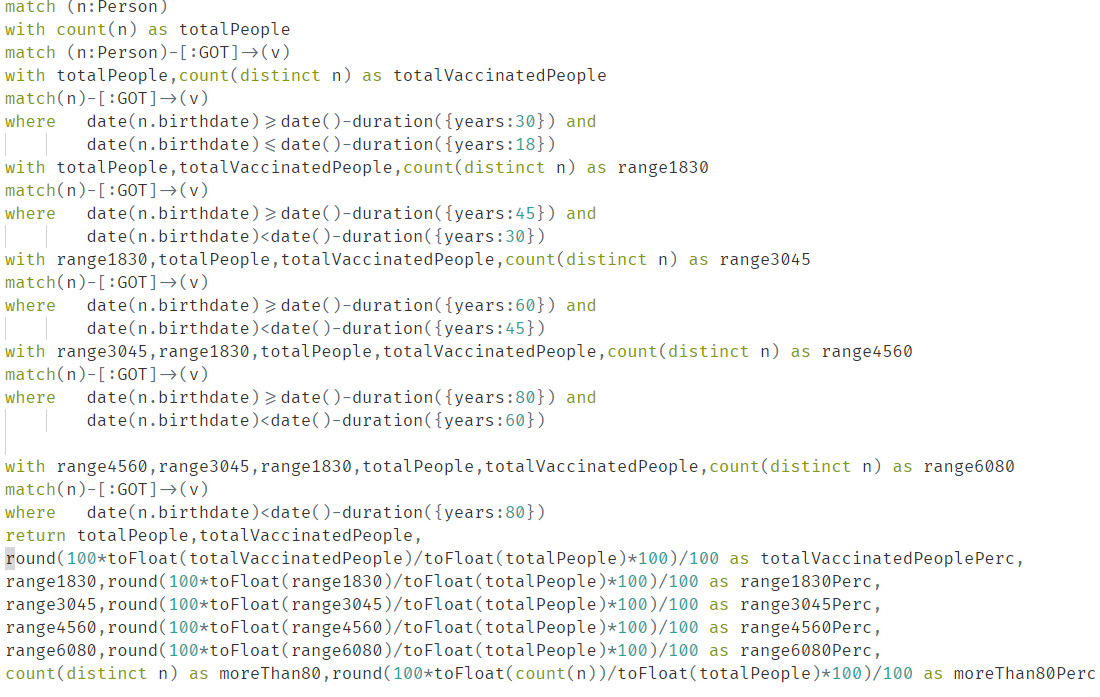 match (n:Person)
with count(n) as totalPeople
match (n:Person)-[:GOT]->(v)
with totalPeople,count(distinct n) as totalVaccinatedPeople
match(n)-[:GOT]->(v)
where   date(n.birthdate)>=date()-duration({years:30}) and
        date(n.birthdate)<=date()-duration({years:18})
with totalPeople,totalVaccinatedPeople,count(distinct n) as range1830
match(n)-[:GOT]->(v)
where   date(n.birthdate)>=date()-duration({years:45}) and
        date(n.birthdate)<date()-duration({years:30})
with range1830,totalPeople,totalVaccinatedPeople,count(distinct n) as range3045
match(n)-[:GOT]->(v)
where   date(n.birthdate)>=date()-duration({years:60}) and
        date(n.birthdate)<date()-duration({years:45})
with range3045,range1830,totalPeople,totalVaccinatedPeople,count(distinct n) as range4560
match(n)-[:GOT]->(v)
where   date(n.birthdate)>=date()-duration({years:80}) and
        date(n.birthdate)<date()-duration({years:60})
with range4560,range3045,range1830,totalPeople,totalVaccinatedPeople,count(distinct n) as range6080
match(n)-[:GOT]->(v)
where   date(n.birthdate)<date()-duration({years:80})
return totalPeople,totalVaccinatedPeople,
round(100*toFloat(totalVaccinatedPeople)/toFloat(totalPeople)*100)/100 as totalVaccinatedPeoplePerc,
range1830,round(100*toFloat(range1830)/toFloat(totalPeople)*100)/100 as range1830Perc,
range3045,round(100*toFloat(range3045)/toFloat(totalPeople)*100)/100 as range3045Perc,
range4560,round(100*toFloat(range4560)/toFloat(totalPeople)*100)/100 as range4560Perc,
range6080,round(100*toFloat(range6080)/toFloat(totalPeople)*100)/100 as range6080Perc,
count(distinct n) as moreThan80,round(100*toFloat(count(n))/toFloat(totalPeople)*100)/100 as moreThan80Perc